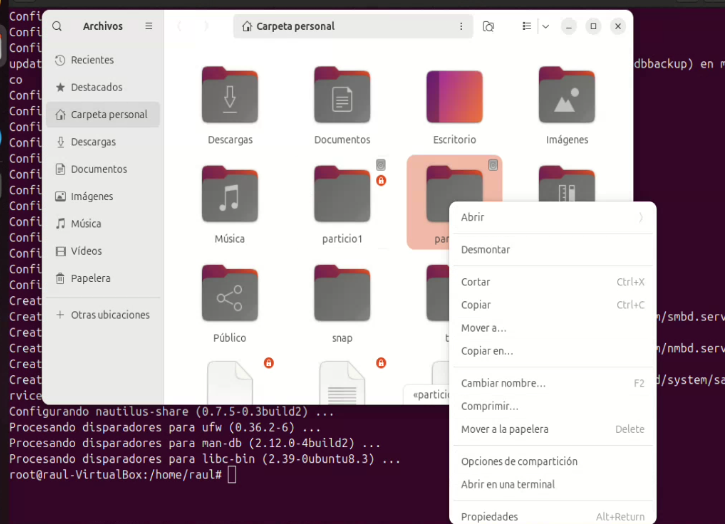 Confi
Confi
Confi
updat
dbbackup) en m
co
Confi
Confi
Confi
Confi
Confi
Confi
Confi
Confi
Confi
Confi
Confi
Confi
Confi
Creat
Creat
m/smbd.serv
Creat
Creat
m/nmbd.serv
Creat
Creat
d/system/sa
rvice
Configurando nautilus-share (0.7.5-0.3build2) ...
Procesando disparadores para ufw (0.36.2-6) ...
Procesando disparadores para man-db (2.12.0-4build2) ...
Procesando disparadores para libc-bin (2.39-0ubuntu8.3) ...
root@raul-VirtualBox:/home/raul#
Archivos
Carpeta personal
Recientes
Destacados
Carpeta personal
Descargas
Documentos
Imágenes
Música
Vídeos
Papelera
+ Otras ubicaciones
Descargas
Documentos
Escritorio
Imágenes
Música
particio1
par
Público
snap
t
«particio
Abrir
Desmontar
Cortar Ctrl+X
Copiar Ctrl+C
Mover a…
Copiar en…
Cambiar nombre… F2
Comprimir…
Mover a la papelera Delete
Opciones de compartición
Abrir en una terminal
Propiedades Alt+Return